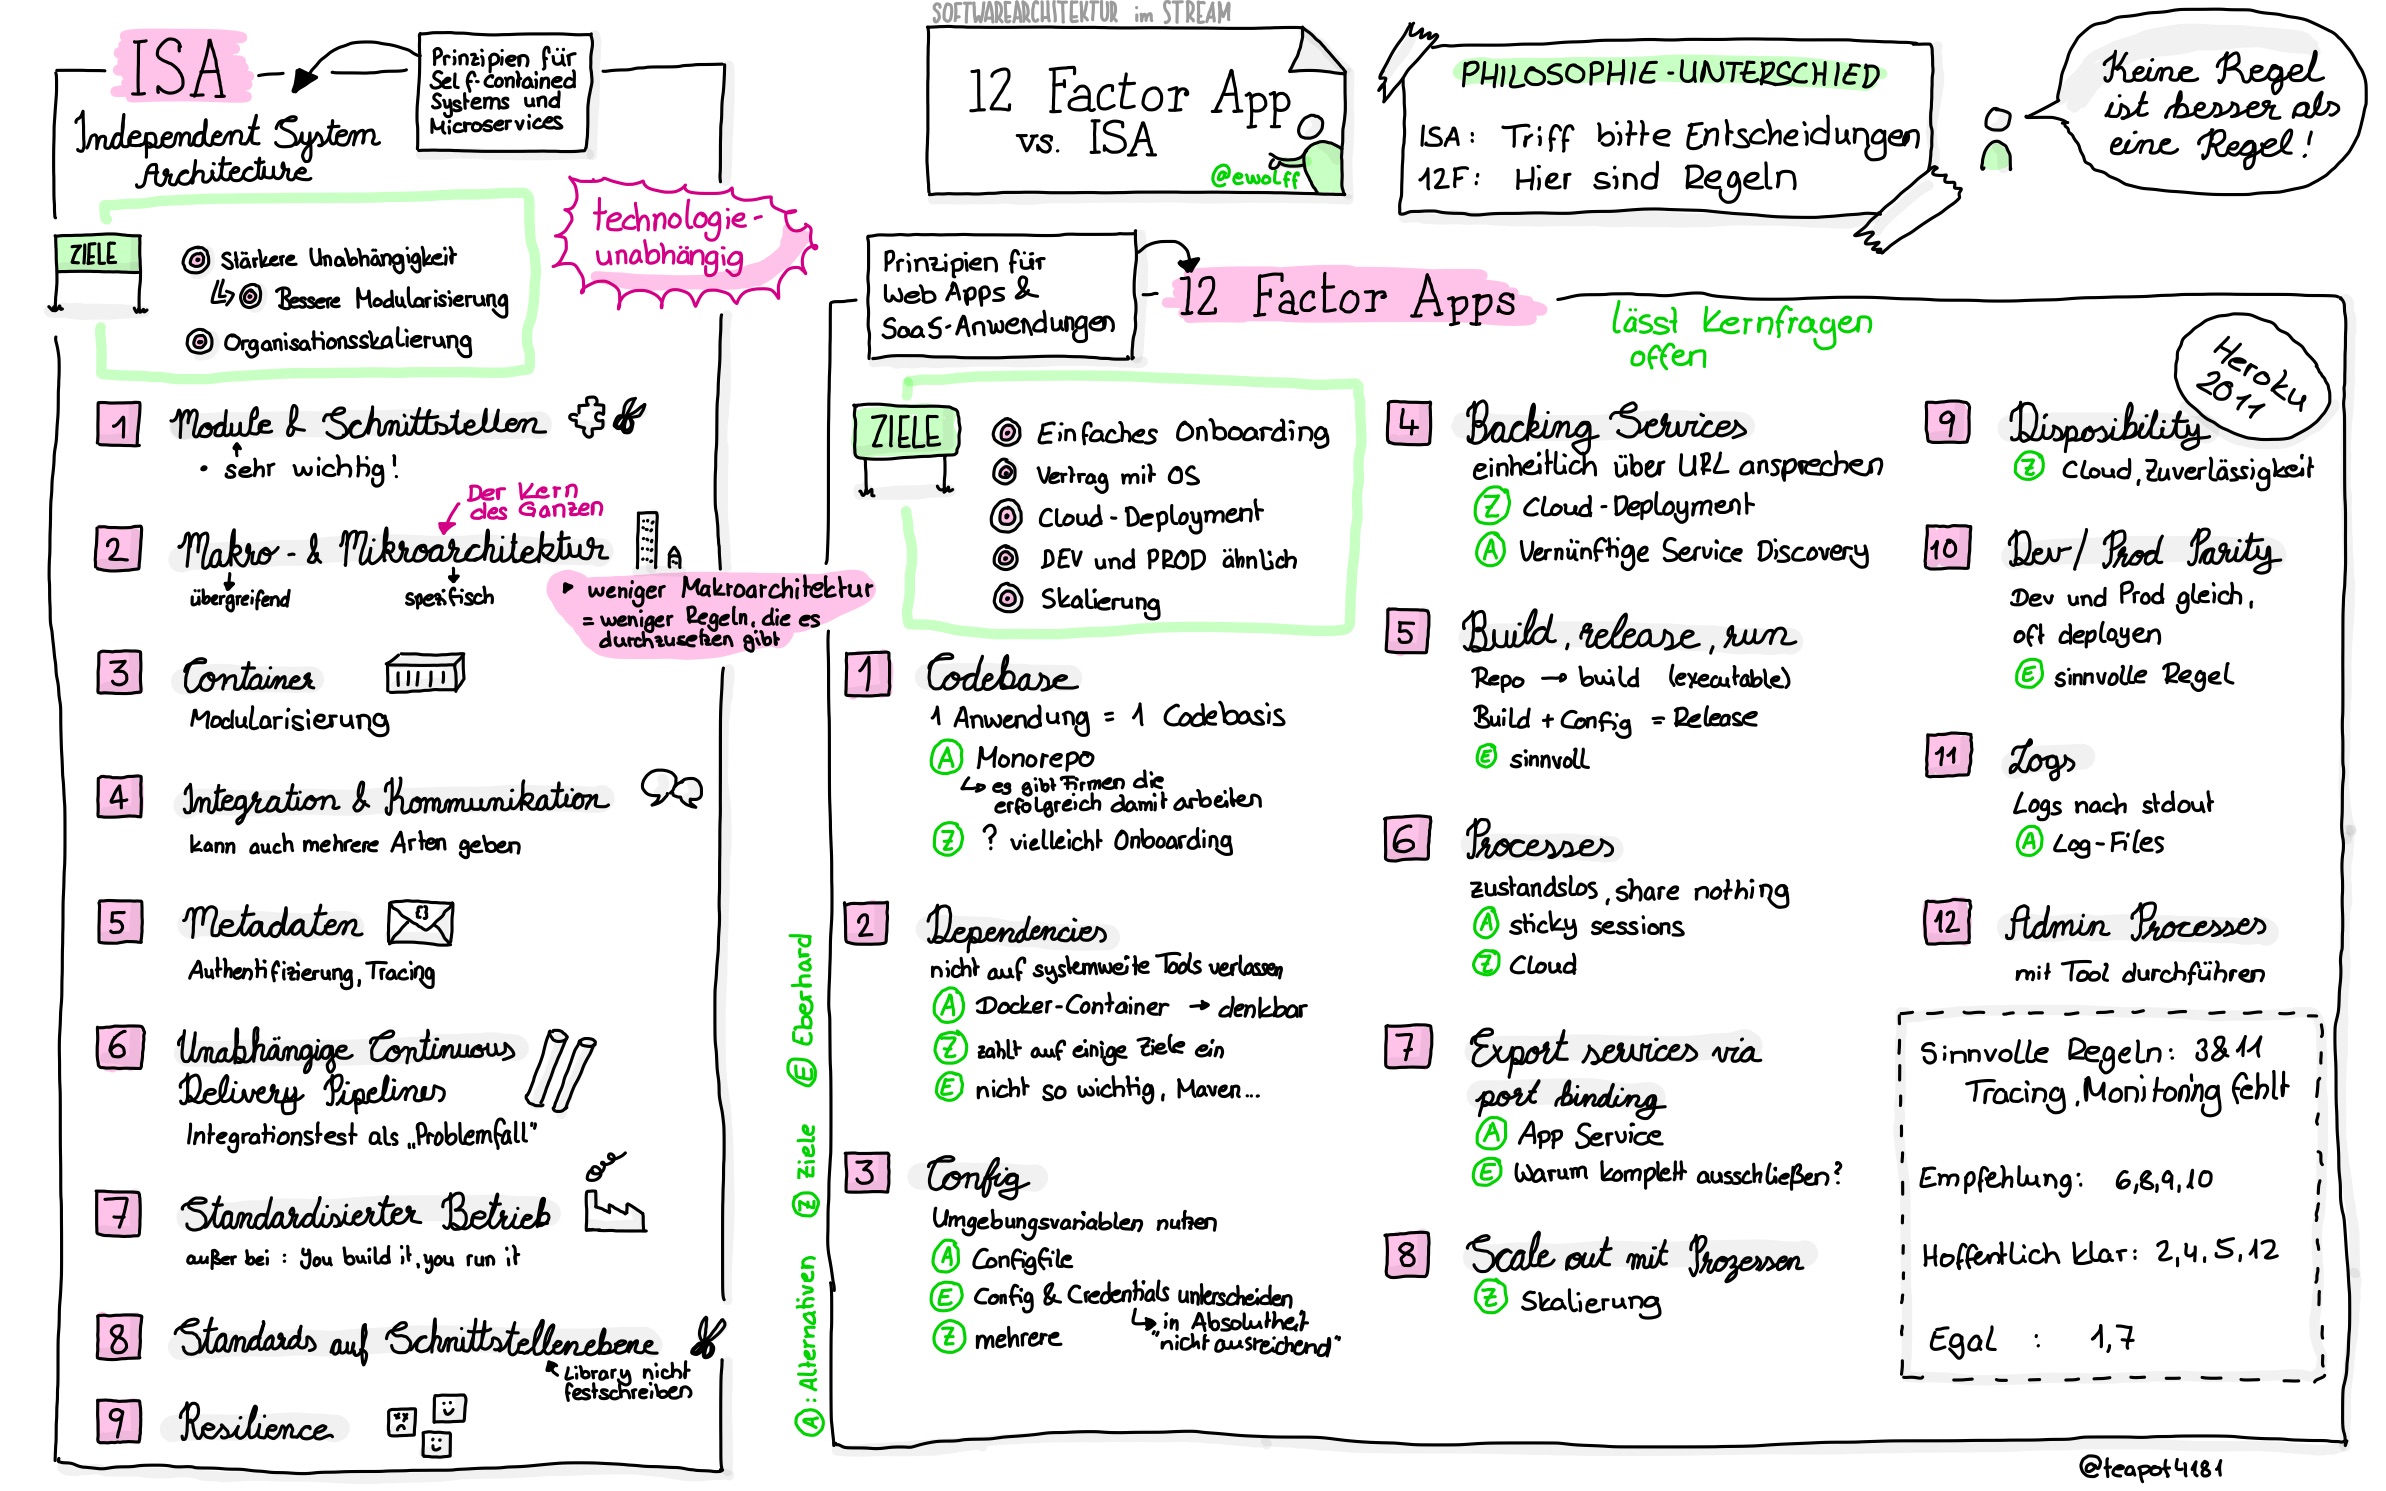 SOFTWAREARCHITEKTUR im STREAM
12 Factor App
vs. ISA
@ewolff
PHILOSOPHIE-UNTERSCHIED
ISA: Triff bitte Entscheidungen
12F: Hier sind Regeln
Keine Regel
ist besser als
eine Regel!
ISA
Independent System
Architecture
Prinzipien für
Self-Contained
Systems und
Microservices
technologie-
unabhängig
ZIELE
Stärkere Unabhängigkeit
Bessere Modularisierung
Organisationsskalierung
1 Module & Schnittstellen
• sehr wichtig!
Der Kern
des Ganzen
2 Makro- & Mikroarchitektur
übergreifend spezifisch
weniger Makroarchitektur
= weniger Regeln, die es
durchzusetzen gibt
3 Container
Modularisierung
4 Integration & Kommunikation
kann auch mehrere Arten geben
5 Metadaten
{}
Authentifizierung, Tracing
6 Unabhängige Continuous
Delivery Pipelines
Integrationstest als „Problemfall"
7 Standardisierter Betrieb
außer bei: you build it, you run it
8 Standards auf Schnittstellenebene
Library nicht
festschreiben
9 Resilience
Prinzipien für
Web Apps &
SaaS-Anwendungen
12 Factor Apps
lässt Kernfragen
offen
Heroku
2011
ZIELE
Einfaches Onboarding
Vertrag mit OS
Cloud-Deployment
DEV und PROD ähnlich
Skalierung
A: Alternativen Z Ziele E Eberhard
1 Codebase
1 Anwendung = 1 Codebasis
A Monorepo
↳ es gibt Firmen die
erfolgreich damit arbeiten
Z ? vielleicht Onboarding
2 Dependencies
nicht auf systemweite Tools verlassen
A Docker-Container → denkbar
Z zahlt auf einige Ziele ein
E nicht so wichtig, Maven...
3 Config
Umgebungsvariablen nutzen
A Configfile
E Config & Credentials unterscheiden
↳ in Absolutheit
"nicht ausreichend"
Z mehrere
4 Backing Services
einheitlich über URL ansprechen
Z Cloud-Deployment
A Vernünftige Service Discovery
5 Build, release, run
Repo → build (executable)
Build + Config = Release
E sinnvoll
6 Processes
zustandslos, share nothing
A sticky sessions
Z Cloud
7 Export services via
port binding
A App Service
E Warum komplett ausschließen?
8 Scale out mit Prozessen
Z Skalierung
9 Disposibility
Z Cloud, Zuverlässigkeit
10 Dev/Prod Parity
Dev und Prod gleich,
oft deployen
E sinnvolle Regel
11 Logs
Logs nach stdout
A Log-Files
12 Admin Processes
mit Tool durchführen
Sinnvolle Regeln: 3&11
Tracing, Monitoring fehlt
Empfehlung: 6,8,9,10
Hoffentlich klar: 2,4,5,12
Egal : 1,7
@teapot4181